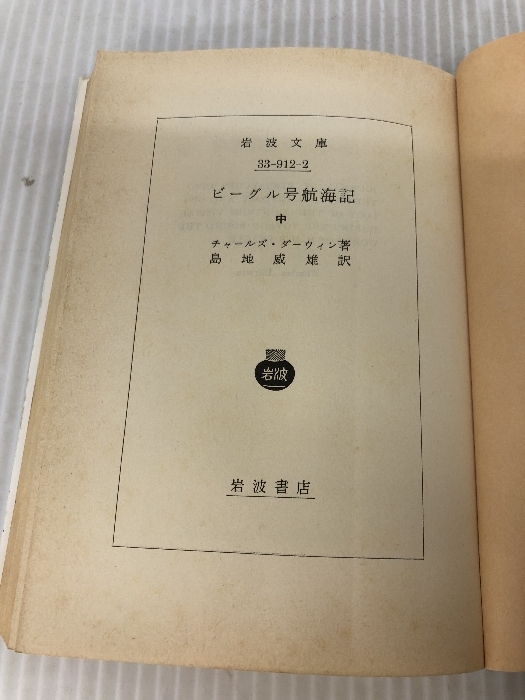 岩波文庫
33-912-2
ビーグル号航海記
中
チャールズ・ダーウィン著
島地威雄訳
岩波
岩波書店